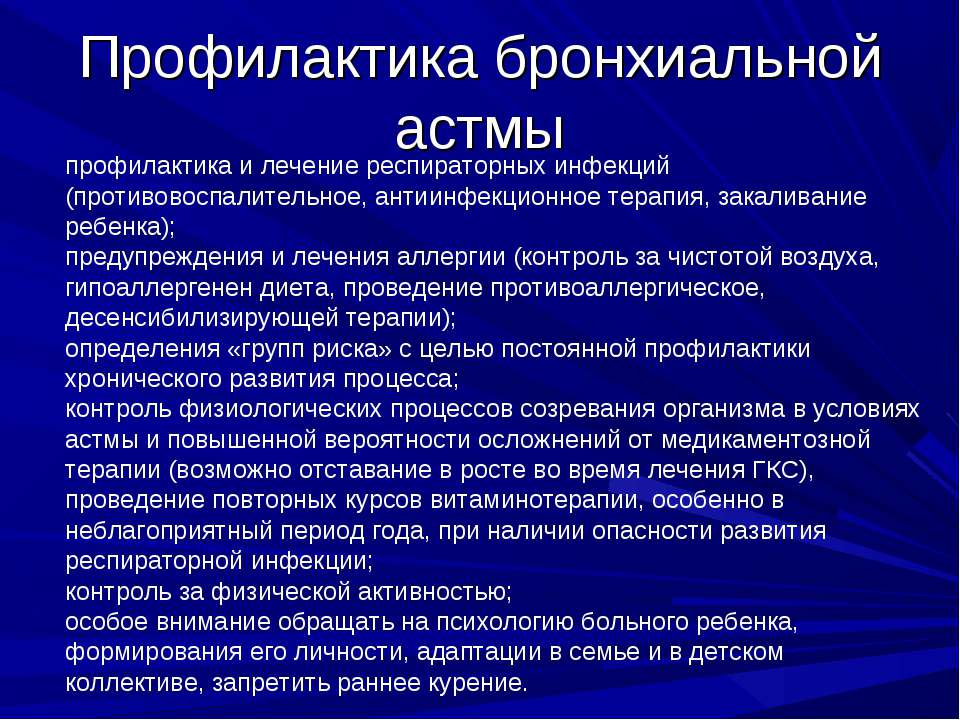 Профилактика бронхиальной
астмы
профилактика и лечение респираторных инфекций
(противовоспалительное, антиинфекционное терапия, закаливание
ребенка);
предупреждения и лечения аллергии (контроль за чистотой воздуха,
гипоаллергенен диета, проведение противоаллергическое,
десенсибилизирующей терапии);
определения «групп риска» с целью постоянной профилактики
хронического развития процесса;
контроль физиологических процессов созревания организма в условиях
астмы и повышенной вероятности осложнений от медикаментозной
терапии (возможно отставание в росте во время лечения ГКС),
проведение повторных курсов витаминотерапии, особенно в
неблагоприятный период года, при наличии опасности развития
респираторной инфекции;
контроль за физической активностью;
особое внимание обращать на психологию больного ребенка,
формирования его личности, адаптации в семье и в детском
коллективе, запретить раннее курение.